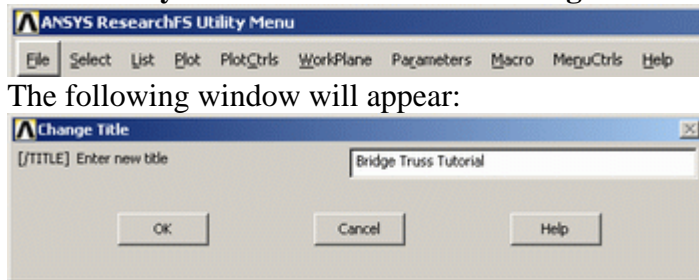 ANSYS ResearchFS Utility Menu
File Select List Plot PlotCtrls WorkPlane Parameters Macro MenuCtrls Help
The following window will appear:
Change Title
[/TITLE] Enter new title Bridge Truss Tutorial
OK Cancel Help